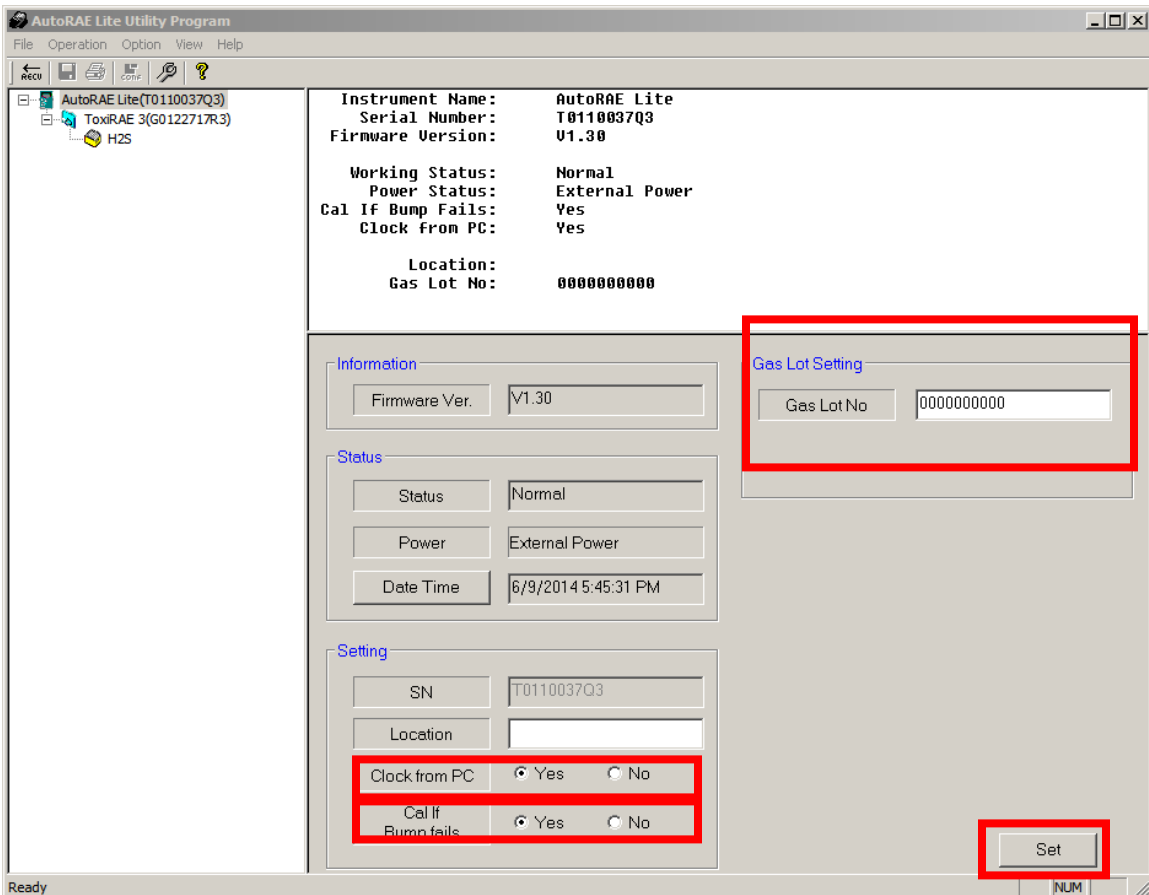 AutoRAE Lite Utility Program
File Operation Option View Help
RECV CONF
AutoRAE Lite(T0110037Q3)
ToxiRAE 3(G0122717R3)
H2S
Instrument Name: AutoRAE Lite
Serial Number: T0110037Q3
Firmware Version: V1.30
Working Status: Normal
Power Status: External Power
Cal If Bump Fails: Yes
Clock from PC: Yes
Location:
Gas Lot No: 0000000000
Information
Firmware Ver. V1.30
Status
Status Normal
Power External Power
Date Time 6/9/2014 5:45:31 PM
Setting
SN T0110037Q3
Location
Clock from PC Yes No
Cal If
Bump fails Yes No
Gas Lot Setting
Gas Lot No 0000000000
Set
Ready NUM